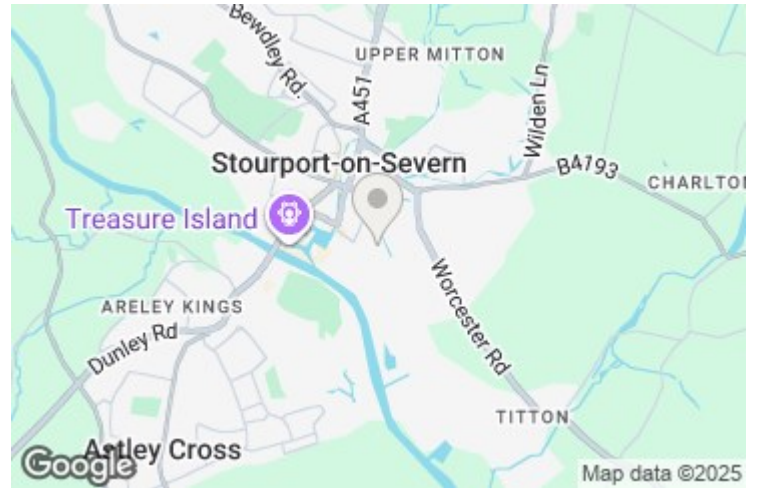 Bewdley Rd.
UPPER MITTON
A451
Wilden Ln
Stourport-on-Severn
B4193
CHARLTON
Treasure Island
Worcester Rd
ARELEY KINGS
Dunley Rd
TITTON
Astley Cross
Google
Map data ©2025